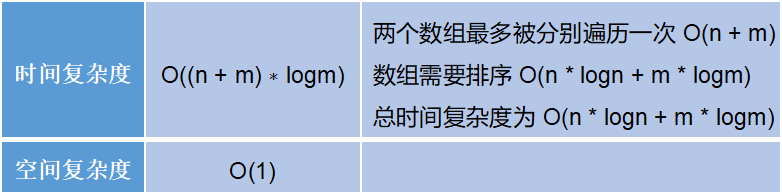 时间复杂度
O((n + m) * logm)
两个数组最多被分别遍历一次 O(n + m)
数组需要排序 O(n * logn + m * logm)
总时间复杂度为 O(n * logn + m * logm)
空间复杂度
O(1)